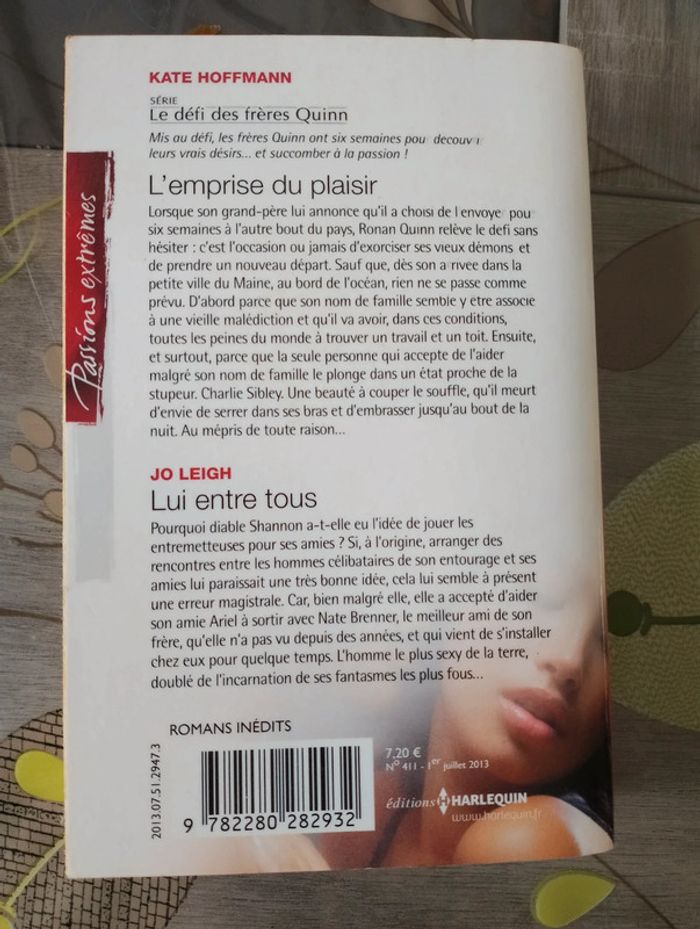 KATE HOFFMANN
SÉRIE
Le défi des frères Quinn
Mis au défi, les frères Quinn ont six semaines pou decouvri
leurs vrais désirs... et succomber à la passion !
L'emprise du plaisir
Lorsque son grand-père lui annonce qu'il a choisi de l envoye pou
six semaines à l'autre bout du pays, Ronan Quinn relève le defi sans
hésiter : c'est l'occasion ou jamais d'exorciser ses vieux démons et
de prendre un nouveau départ. Sauf que, dès son a rivee dans la
petite ville du Maine, au bord de l'océan, rien ne se passe comme
prévu. D'abord parce que son nom de famille semble y etre associe
à une vieille malédiction et qu'il va avoir, dans ces conditions,
toutes les peines du monde à trouver un travail et un toit. Ensuite,
et surtout, parce que la seule personne qui accepte de l'aider
malgré son nom de famille le plonge dans un état proche de la
stupeur. Charlie Sibley. Une beauté à couper le souffle, qu'il meurt
d'envie de serrer dans ses bras et d'embrasser jusqu'au bout de la
nuit. Au mépris de toute raison...
Passions extrêmes
JO LEIGH
Lui entre tous
Pourquoi diable Shannon a-t-elle eu l'idée de jouer les
entremetteuses pour ses amies ? Si, à l'origine, arranger des
rencontres entre les hommes célibataires de son entourage et ses
amies lui paraissait une très bonne idée, cela lui semble à présent
une erreur magistrale. Car, bien malgré elle, elle a accepté d'aider
son amie Ariel à sortir avec Nate Brenner, le meilleur ami de son
frère, qu'elle n'a pas vu depuis des années, et qui vient de s'installer
chez eux pour quelque temps. L'homme le plus sexy de la terre,
doublé de l'incarnation de ses fantasmes les plus fous...
ROMANS INÉDITS
2013.07.51.2947.3
9 782280 282932
7,20 €
N° 411 - 1er juillet 2013
éditions H HARLEQUIN
www.harlequin.fr